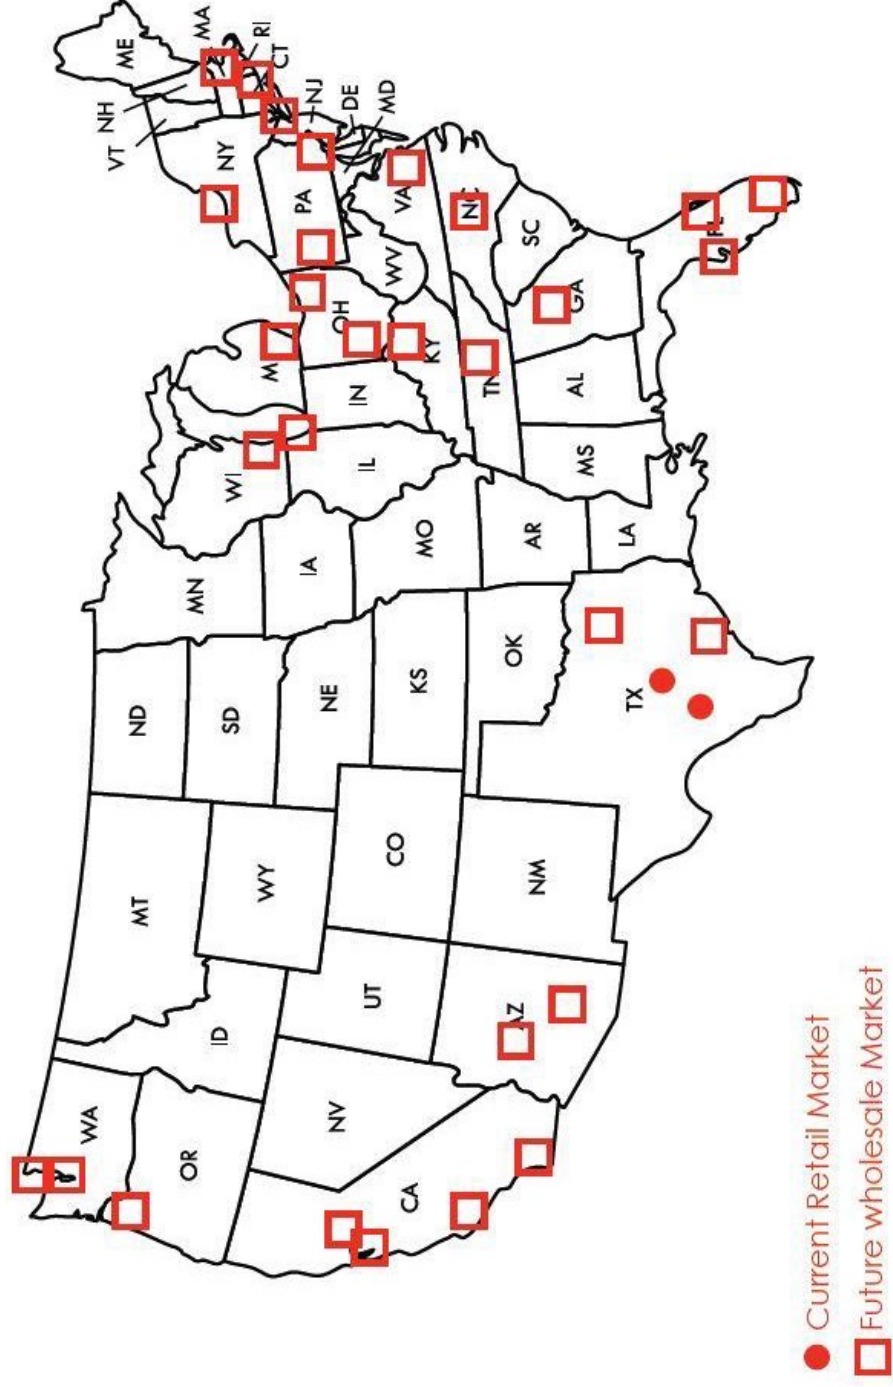 WA
OR
CA
NV
ID
MT
WY
UT
AZ
CO
NM
ND
SD
NE
KS
OK
TX
MN
IA
MO
AR
LA
WI
IL
MS
M
IN
OH
KY
TN
AL
GA
FL
SC
NC
VA
WV
PA
NY
VT
NH
ME
MA
RI
CT
NJ
DE
MD
Current Retail Market
Future wholesale Market